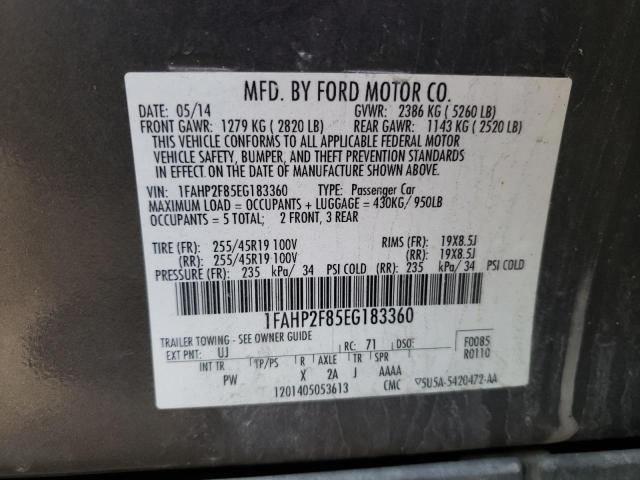 MFD. BY FORD MOTOR CO.
DATE: 05/14 GVWR: 2386 KG ( 5260 LB)
FRONT GAWR: 1279 KG ( 2820 LB) REAR GAWR: 1143 KG ( 2520 LB)
THIS VEHICLE CONFORMS TO ALL APPLICABLE FEDERAL MOTOR
VEHICLE SAFETY, BUMPER, AND THEFT PREVENTION STANDARDS
IN EFFECT ON THE DATE OF MANUFACTURE SHOWN ABOVE.
VIN: 1FAHP2F85EG183360 TYPE: Passenger Car
MAXIMUM LOAD = OCCUPANTS + LUGGAGE = 430KG/ 950LB
OCCUPANTS = 5 TOTAL; 2 FRONT, 3 REAR
TIRE (FR): 255/45R19 100V RIMS (FR): 19X8.5J
(RR): 255/45R19 100V (RR): 19X8.5J
PRESSURE (FR): 235 kPa/ 34 PSI COLD (RR): 235 kPa/ 34 PSI COLD
1FAHP2F85EG183360
TRAILER TOWING - SEE OWNER GUIDE
EXT PNT: UJ RC: 71 DSO: F0085
R0110
INT TR TP/PS R AXLE TR SPR
PW X 2A J AAAA
1201405053613 CMC 5U5A-5420472-AA